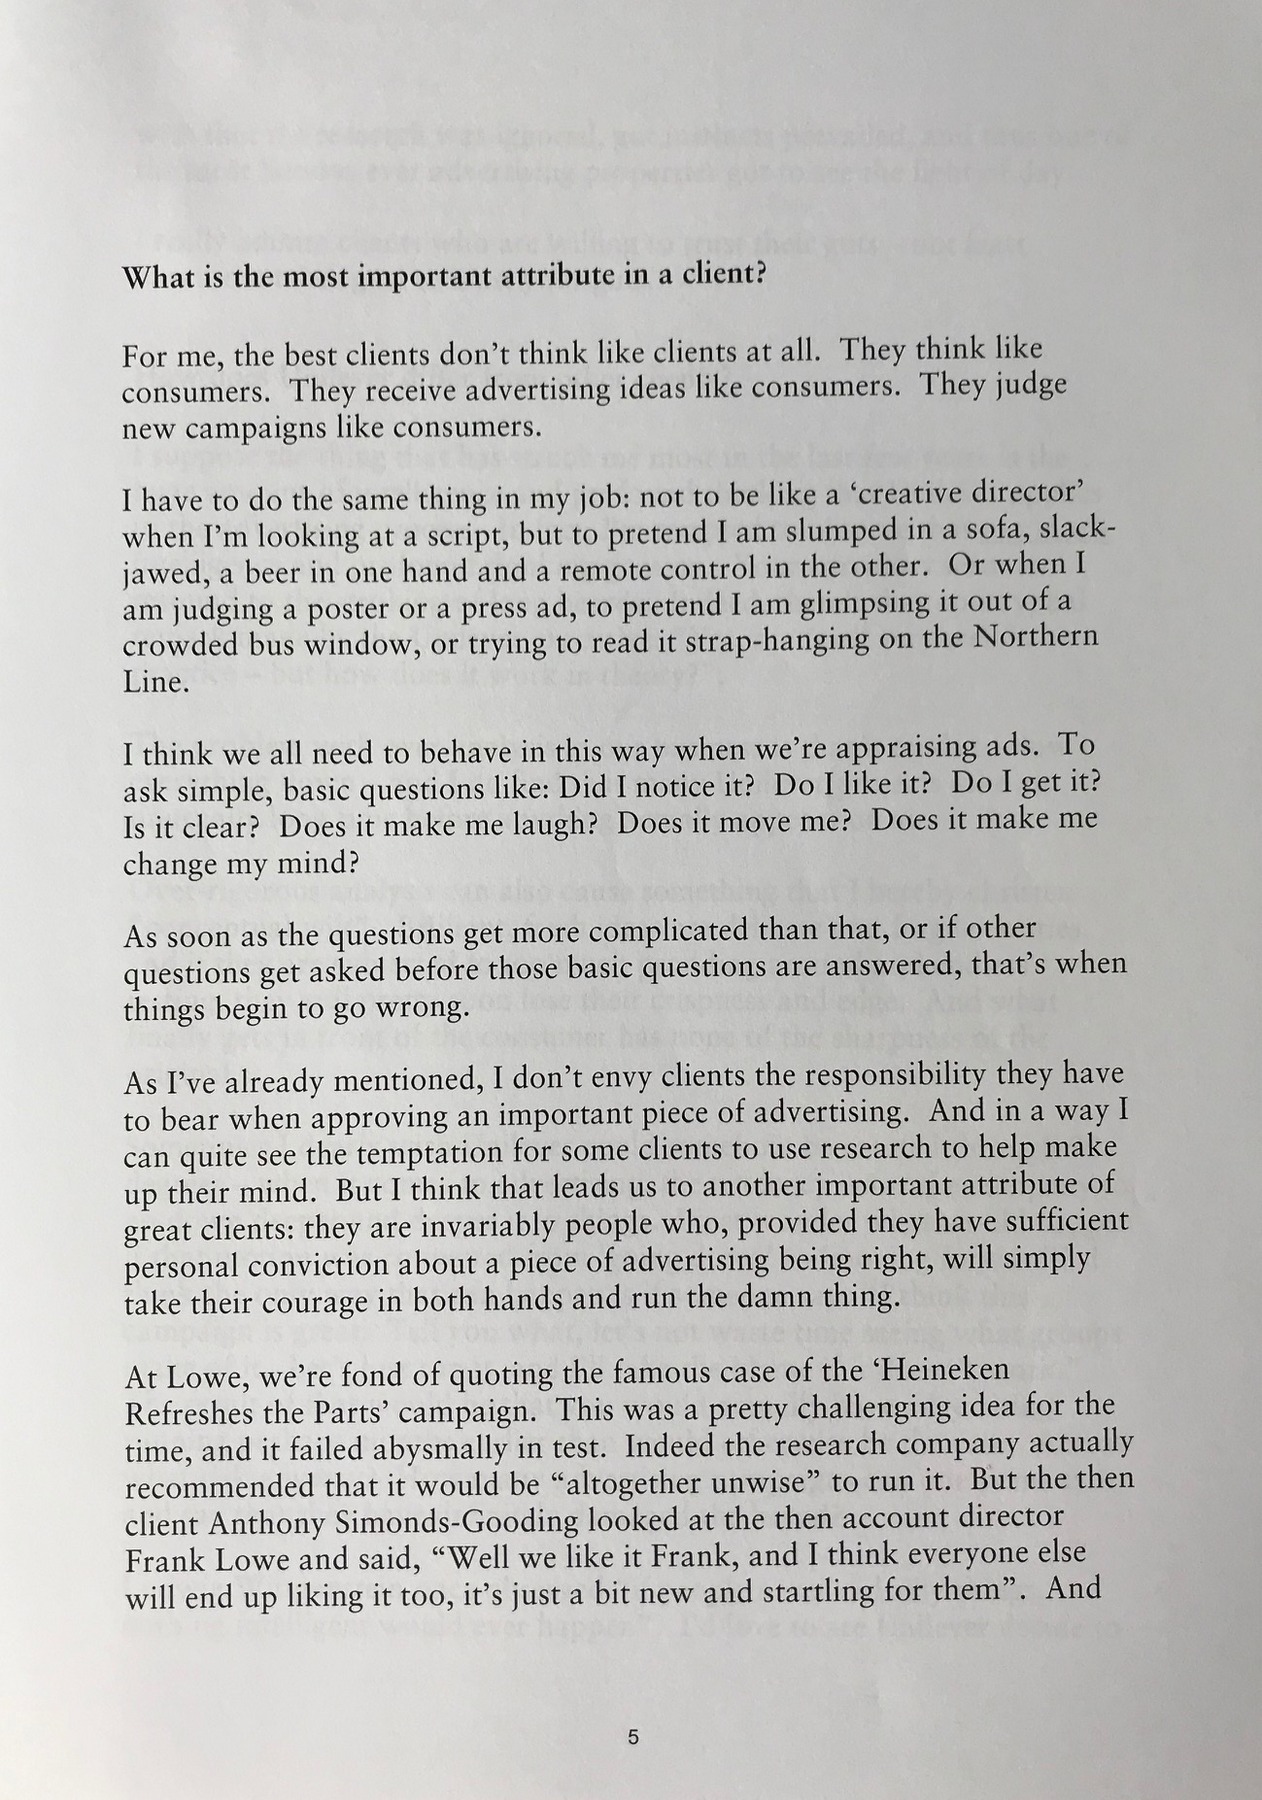 What is the most important attribute in a client?
For me, the best clients don't think like clients at all.  They think like
consumers.  They receive advertising ideas like consumers.  They judge
new campaigns like consumers.
I have to do the same thing in my job: not to be like a ‘creative director’
when I'm looking at a script, but to pretend I am slumped in a sofa, slack-
jawed, a beer in one hand and a remote control in the other.  Or when I
am judging a poster or a press ad, to pretend I am glimpsing it out of a
crowded bus window, or trying to read it strap-hanging on the Northern
Line.
I think we all need to behave in this way when we're appraising ads.  To
ask simple, basic questions like: Did I notice it?  Do I like it?  Do I get it?
Is it clear?  Does it make me laugh?  Does it move me?  Does it make me
change my mind?
As soon as the questions get more complicated than that, or if other
questions get asked before those basic questions are answered, that's when
things begin to go wrong.
As I've already mentioned, I don't envy clients the responsibility they have
to bear when approving an important piece of advertising.  And in a way I
can quite see the temptation for some clients to use research to help make
up their mind.  But I think that leads us to another important attribute of
great clients: they are invariably people who, provided they have sufficient
personal conviction about a piece of advertising being right, will simply
take their courage in both hands and run the damn thing.
At Lowe, we're fond of quoting the famous case of the ‘Heineken
Refreshes the Parts’ campaign.  This was a pretty challenging idea for the
time, and it failed abysmally in test.  Indeed the research company actually
recommended that it would be “altogether unwise” to run it.  But the then
client Anthony Simonds-Gooding looked at the then account director
Frank Lowe and said, “Well we like it Frank, and I think everyone else
will end up liking it too, it's just a bit new and startling for them”.  And
5